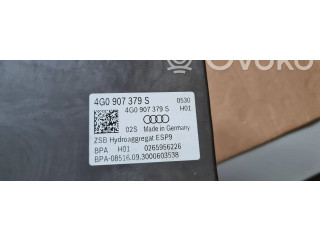 OVOKO
4G0 907 379 S 0530
4G0 907 379 S H01
02S Made in Germany
ZSB Hydroaggregat ESP9
BPA H01 0265956226
BPA-08516.09.3000603538